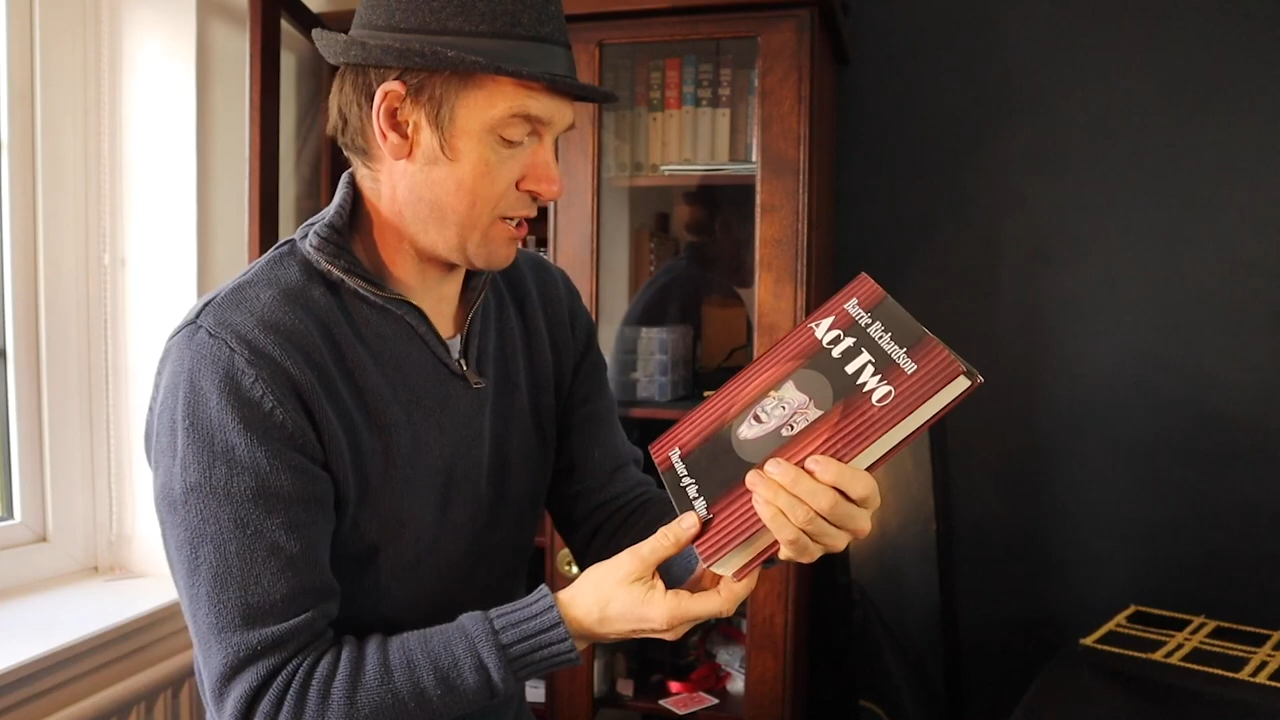 Barrie Richardson
Act Two
Theater of the Mind